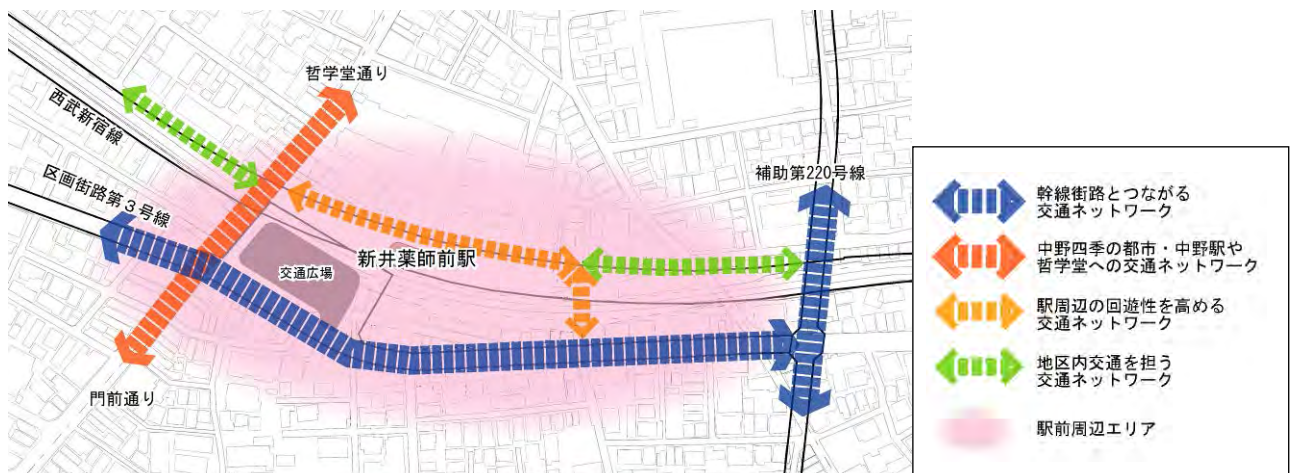 哲学堂通り
西武新宿線
区画街路第3号線
補助第220号線
新井薬師前駅
交通広場
門前通り
幹線街路とつながる
交通ネットワーク
中野四季の都市・中野駅や
哲学堂への交通ネットワーク
駅周辺の回遊性を高める
交通ネットワーク
地区内交通を担う
交通ネットワーク
駅前周辺エリア